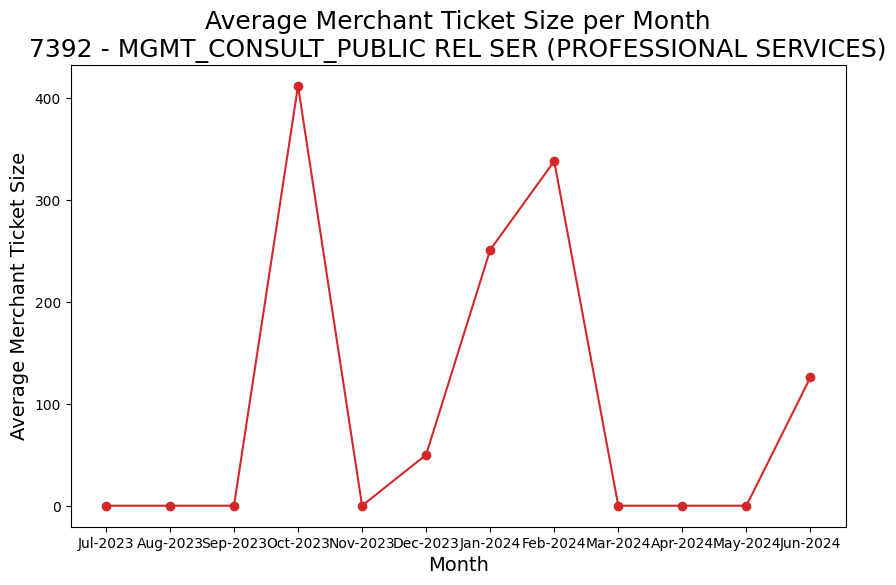 Average Merchant Ticket Size per Month
7392 - MGMT_CONSULT_PUBLIC REL SER (PROFESSIONAL SERVICES)
Average Merchant Ticket Size
400
300
200
100
0
Jul-2023 Aug-2023 Sep-2023 Oct-2023 Nov-2023 Dec-2023 Jan-2024 Feb-2024 Mar-2024 Apr-2024 May-2024 Jun-2024
Month